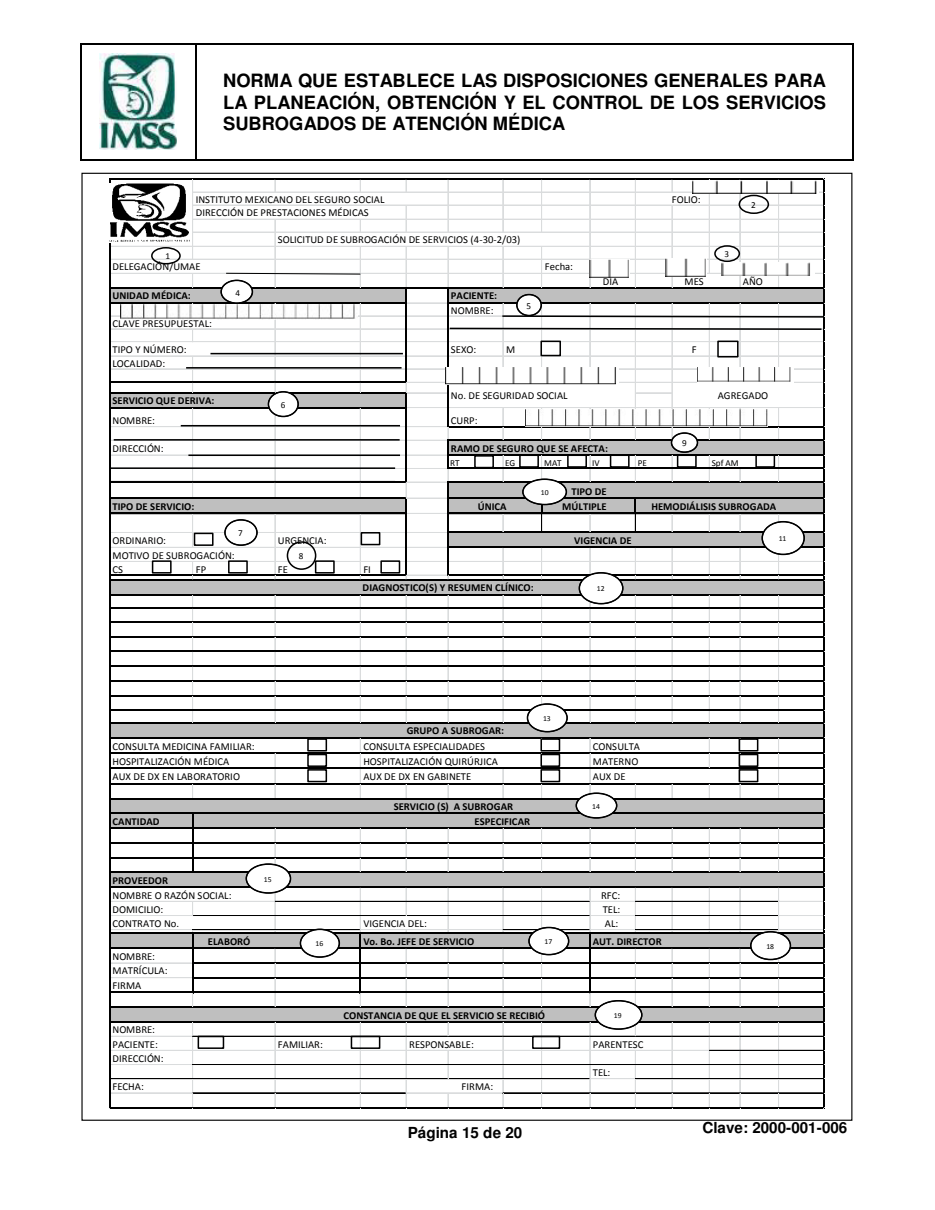 IMSS
NORMA QUE ESTABLECE LAS DISPOSICIONES GENERALES PARA
LA PLANEACIÓN, OBTENCIÓN Y EL CONTROL DE LOS SERVICIOS
SUBROGADOS DE ATENCIÓN MÉDICA
IMSS
INSTITUTO MEXICANO DEL SEGURO SOCIAL
DIRECCIÓN DE PRESTACIONES MÉDICAS
FOLIO:
2
SOLICITUD DE SUBROGACIÓN DE SERVICIOS (4-30-2/03)
1
DELEGACIÓN/UMAE
Fecha:
3
DÍA MES AÑO
UNIDAD MÉDICA: 4
CLAVE PRESUPUESTAL:
TIPO Y NÚMERO:
LOCALIDAD:
PACIENTE:
NOMBRE: 5
SEXO: M F
No. DE SEGURIDAD SOCIAL AGREGADO
CURP:
SERVICIO QUE DERIVA: 6
NOMBRE:
DIRECCIÓN:
RAMO DE SEGURO QUE SE AFECTA: 9
RT EG MAT IV PE Spf AM
10 TIPO DE
ÚNICA MÚLTIPLE HEMODIÁLISIS SUBROGADA
VIGENCIA DE 11
TIPO DE SERVICIO:
ORDINARIO: 7 URGENCIA:
MOTIVO DE SUBROGACIÓN: 8
CS FP FE FI
DIAGNOSTICO(S) Y RESUMEN CLÍNICO: 12
13
GRUPO A SUBROGAR:
CONSULTA MEDICINA FAMILIAR: CONSULTA ESPECIALIDADES CONSULTA
HOSPITALIZACIÓN MÉDICA HOSPITALIZACIÓN QUIRÚRJICA MATERNO
AUX DE DX EN LABORATORIO AUX DE DX EN GABINETE AUX DE
SERVICIO (S) A SUBROGAR 14
CANTIDAD ESPECIFICAR
PROVEEDOR 15
NOMBRE O RAZÓN SOCIAL: RFC:
DOMICILIO: TEL:
CONTRATO No. VIGENCIA DEL: AL:
ELABORÓ 16 Vo. Bo. JEFE DE SERVICIO 17 AUT. DIRECTOR 18
NOMBRE:
MATRÍCULA:
FIRMA
CONSTANCIA DE QUE EL SERVICIO SE RECIBIÓ 19
NOMBRE:
PACIENTE: FAMILIAR: RESPONSABLE: PARENTESC
DIRECCIÓN:
TEL:
FECHA: FIRMA:
Página 15 de 20
Clave: 2000-001-006